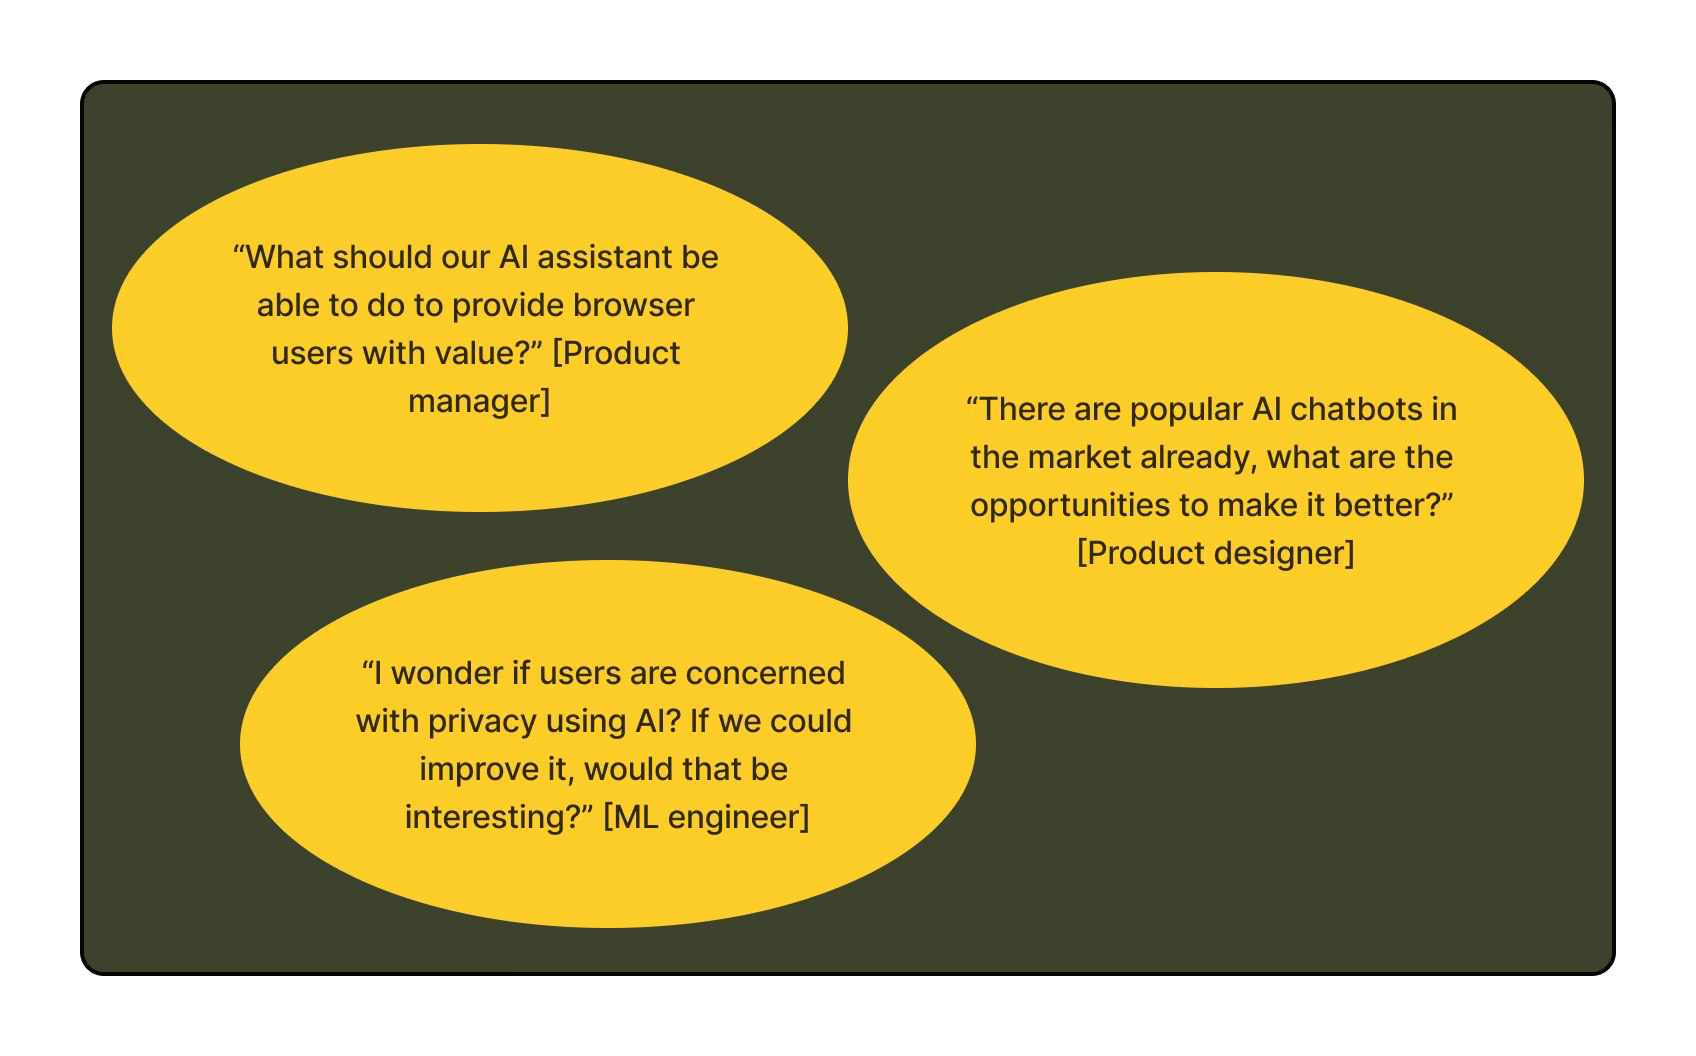 “What should our AI assistant be
able to do to provide browser
users with value?” [Product
manager]
“There are popular AI chatbots in
the market already, what are the
opportunities to make it better?”
[Product designer]
“I wonder if users are concerned
with privacy using AI? If we could
improve it, would that be
interesting?” [ML engineer]